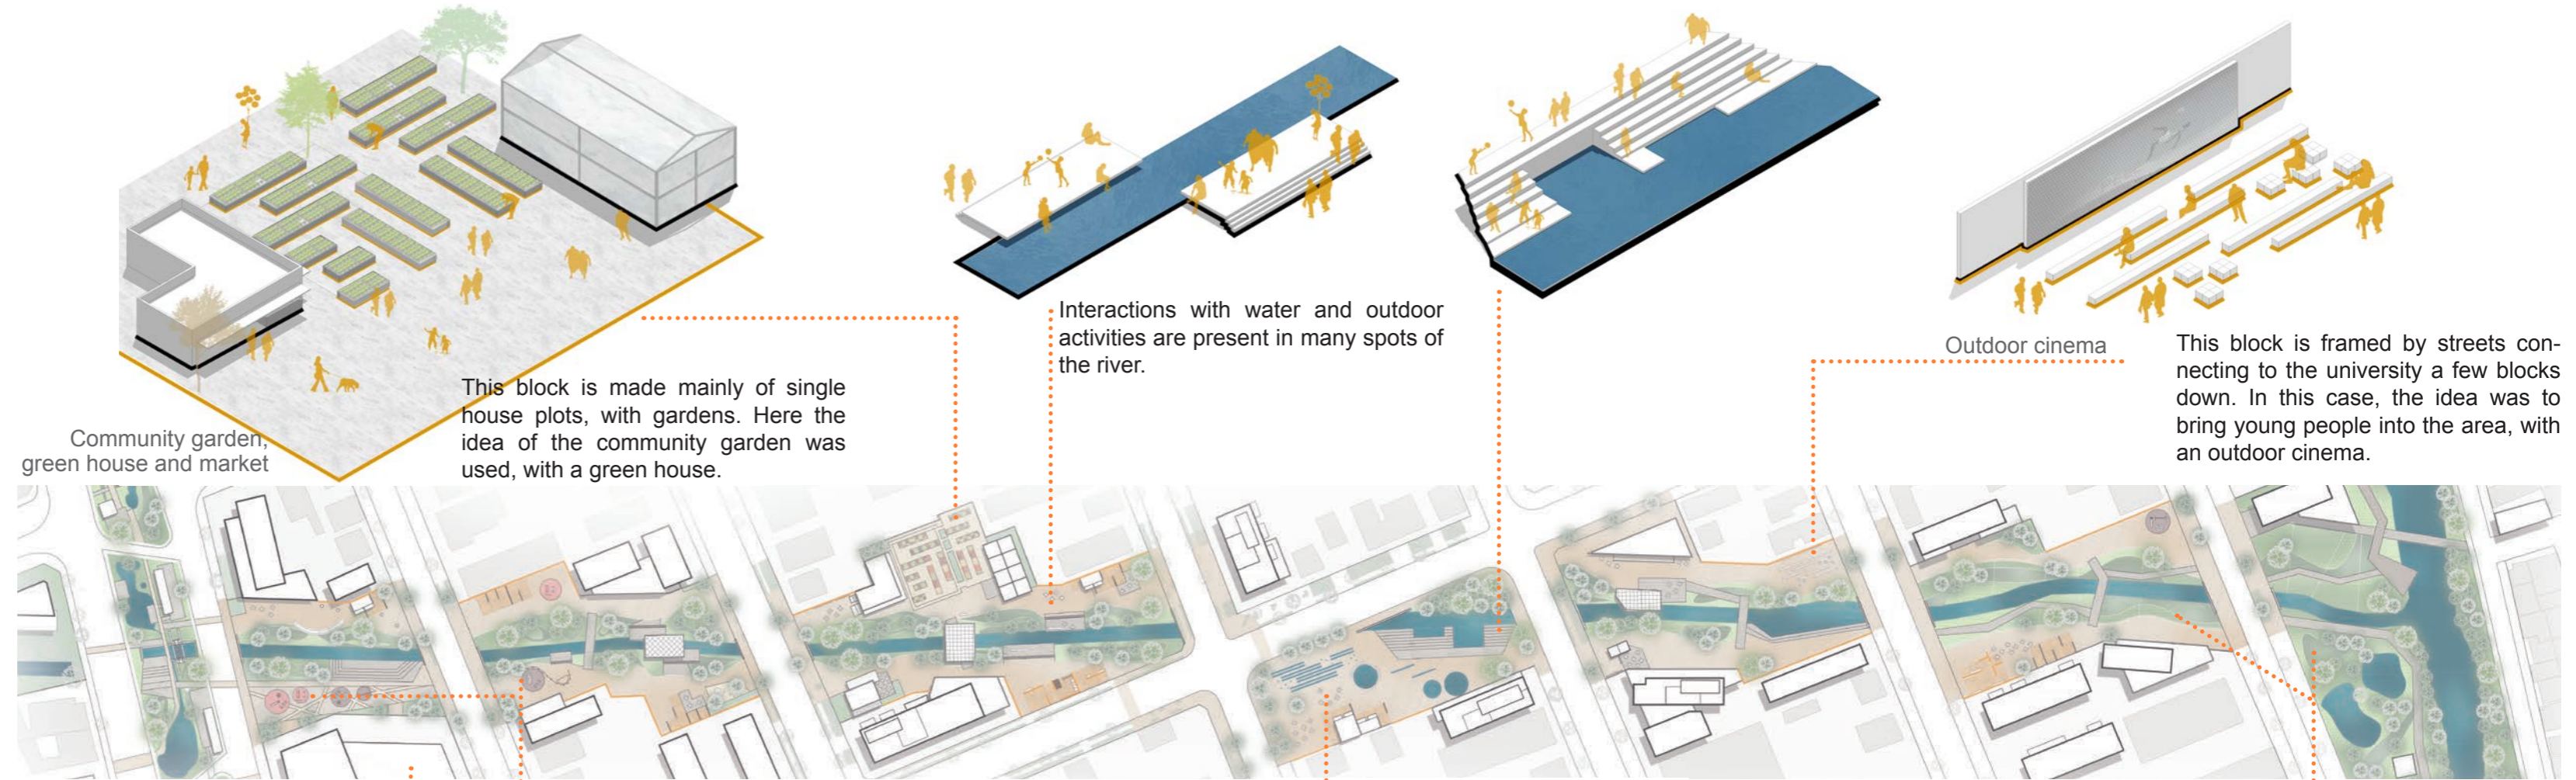 Community garden,
green house and market
This block is made mainly of single
house plots, with gardens. Here the
idea of the community garden was
used, with a green house.
Interactions with water and outdoor
activities are present in many spots of
the river.
Outdoor cinema
This block is framed by streets con-
necting to the university a few blocks
down. In this case, the idea was to
bring young people into the area, with
an outdoor cinema.